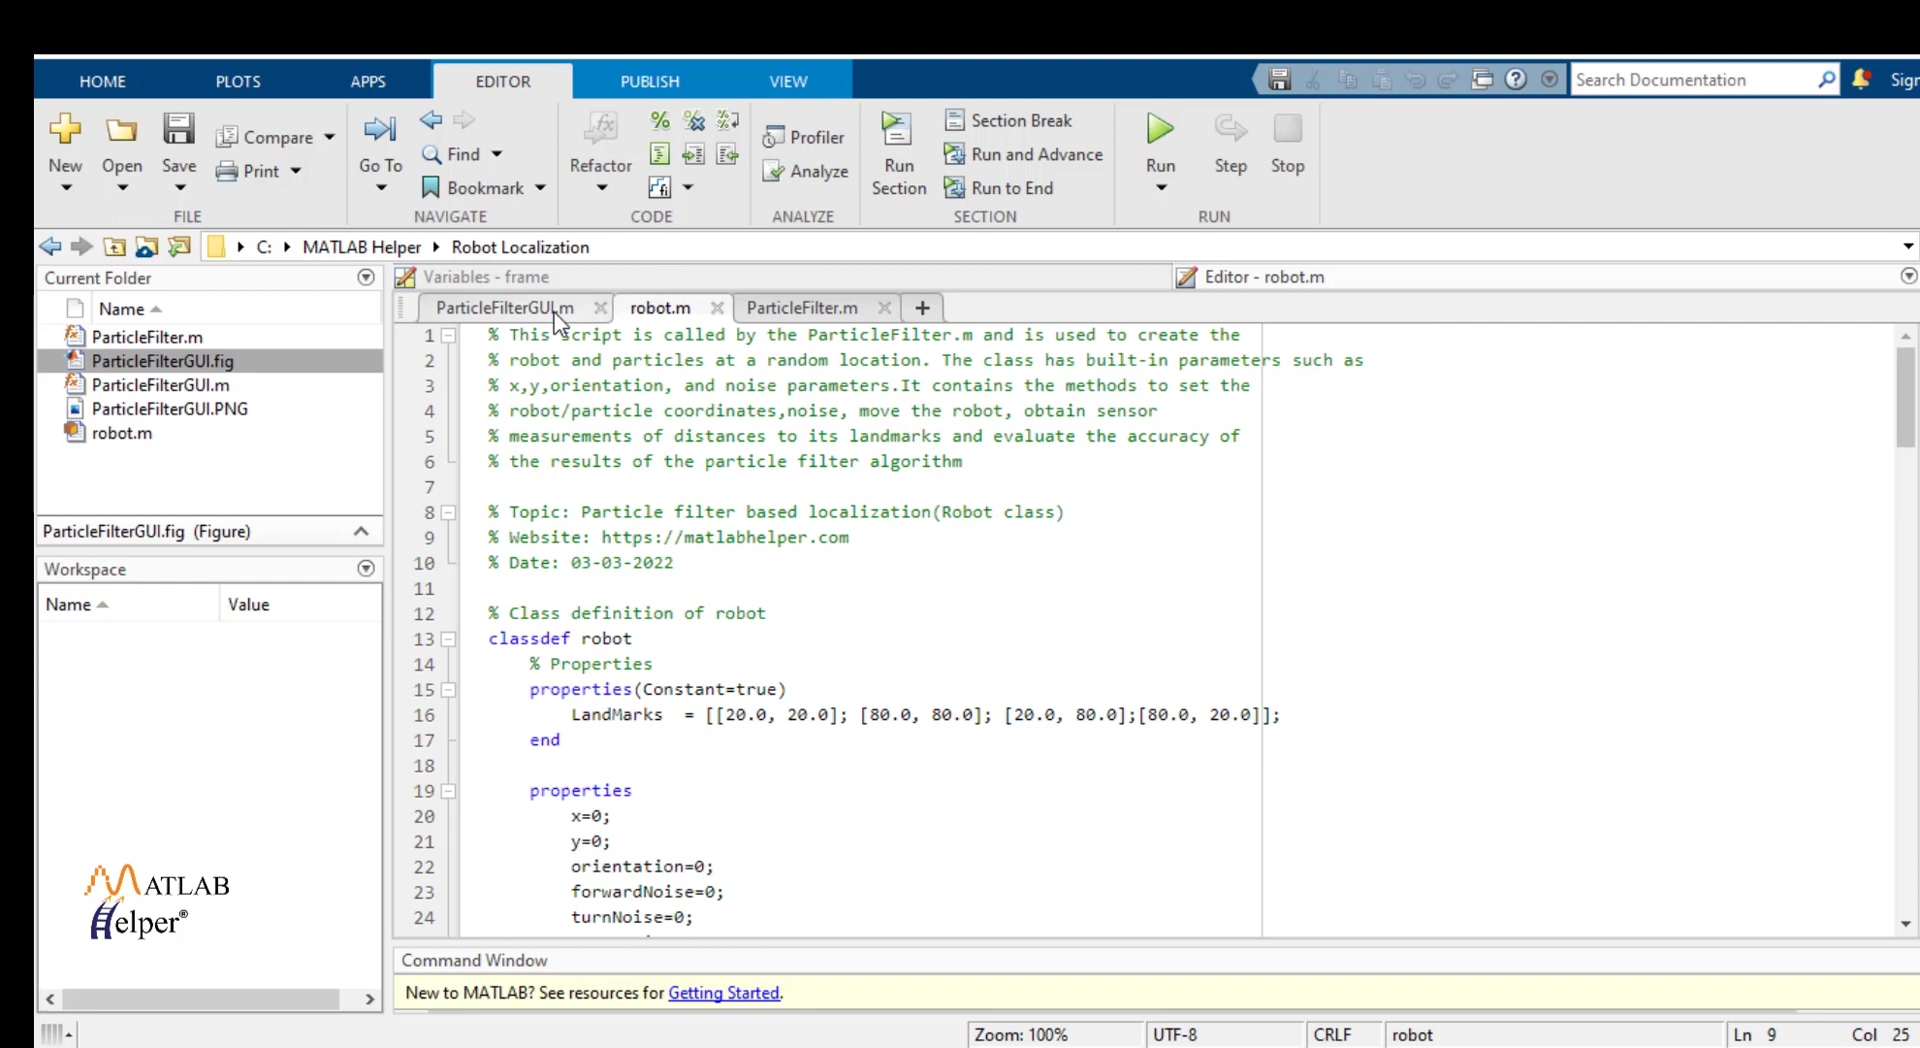 HOME PLOTS APPS EDITOR PUBLISH VIEW Search Documentation Sign
New Open Save Compare Print FILE
Go To Find Bookmark NAVIGATE
Refactor CODE
Profiler Analyze ANALYZE
Run Section Section Break Run and Advance Run to End SECTION
Run Step Stop RUN
C: MATLAB Helper Robot Localization
Current Folder
Name
ParticleFilter.m
ParticleFilterGUI.fig
ParticleFilterGUI.m
ParticleFilterGUI.PNG
robot.m
ParticleFilterGUI.fig (Figure)
Workspace
Name Value
MATLAB
Helper®
Variables - frame Editor - robot.m
ParticleFilterGUI.m robot.m ParticleFilter.m +
1 % This script is called by the ParticleFilter.m and is used to create the
2 % robot and particles at a random location. The class has built-in parameters such as
3 % x,y,orientation, and noise parameters.It contains the methods to set the
4 % robot/particle coordinates,noise, move the robot, obtain sensor
5 % measurements of distances to its landmarks and evaluate the accuracy of
6 % the results of the particle filter algorithm
7
8 % Topic: Particle filter based localization(Robot class)
9 % Website: https://matlabhelper.com
10 % Date: 03-03-2022
11
12 % Class definition of robot
13 classdef robot
14 % Properties
15 properties(Constant=true)
16 LandMarks = [[20.0, 20.0]; [80.0, 80.0]; [20.0, 80.0];[80.0, 20.0]];
17 end
18
19 properties
20 x=0;
21 y=0;
22 orientation=0;
23 forwardNoise=0;
24 turnNoise=0;
Command Window
New to MATLAB? See resources for Getting Started.
Zoom: 100% UTF-8 CRLF robot Ln 9 Col 25